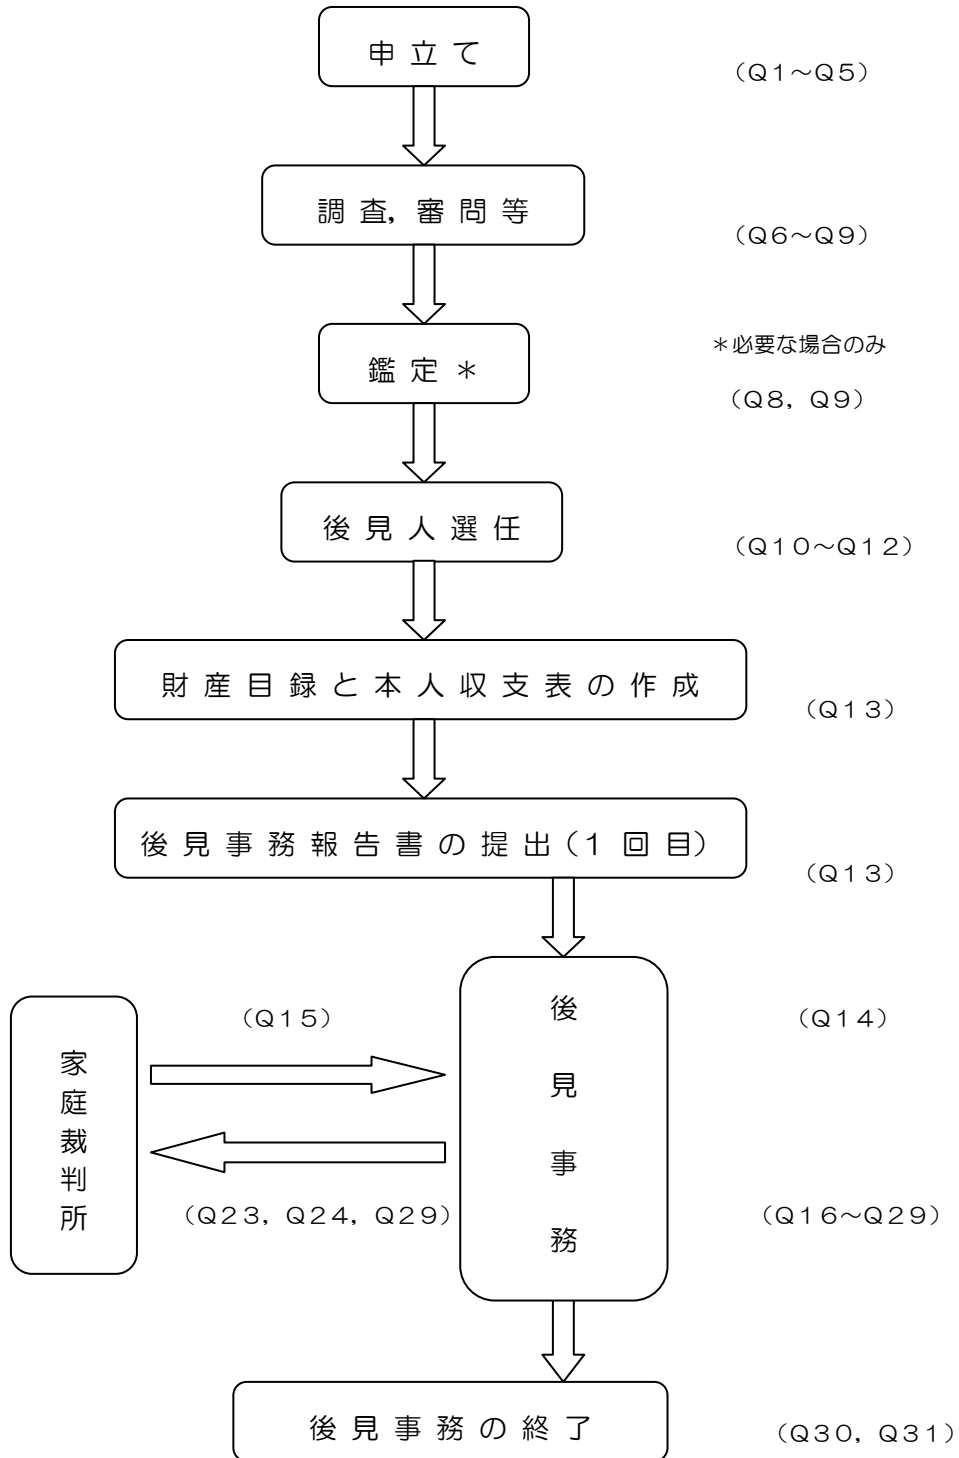 申立て
（Ｑ１～Ｑ５）
調査，審問等
（Ｑ６～Ｑ９）
鑑定＊
＊必要な場合のみ
（Ｑ８，Ｑ９）
後見人選任
（Ｑ１０～Ｑ１２）
財産目録と本人収支表の作成
（Ｑ１３）
後見事務報告書の提出（１回目）
（Ｑ１３）
家庭裁判所
（Ｑ１５）
（Ｑ２３，Ｑ２４，Ｑ２９）
後見事務
（Ｑ１４）
（Ｑ１６～Ｑ２９）
後見事務の終了
（Ｑ３０，Ｑ３１）